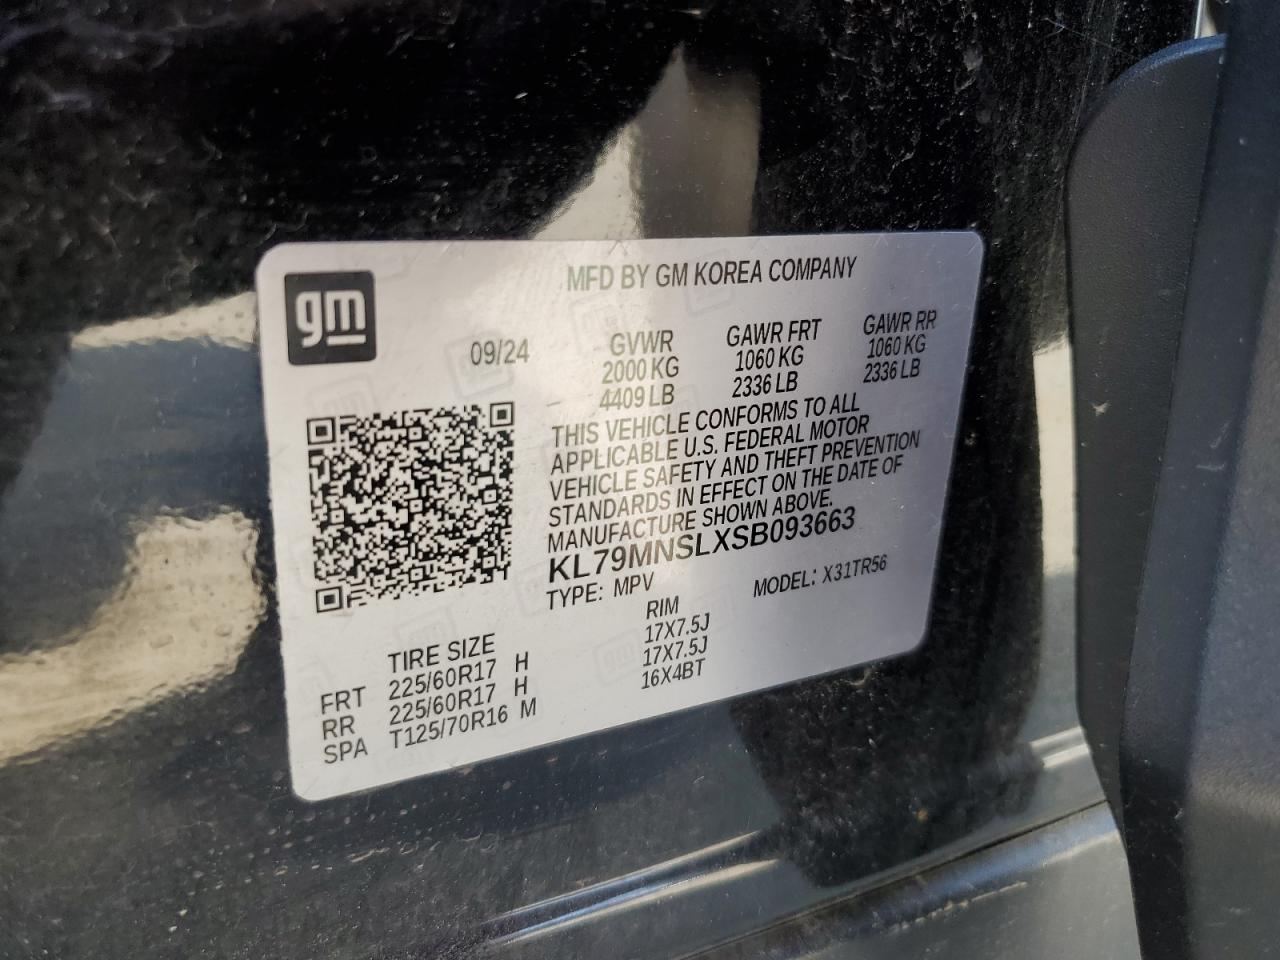 gm
MFD BY GM KOREA COMPANY
09/24
GVWR GAWR FRT GAWR RR
2000 KG 1060 KG 1060 KG
4409 LB 2336 LB 2336 LB
THIS VEHICLE CONFORMS TO ALL
APPLICABLE U.S. FEDERAL MOTOR
VEHICLE SAFETY AND THEFT PREVENTION
STANDARDS IN EFFECT ON THE DATE OF
MANUFACTURE SHOWN ABOVE.
KL79MNSLXSB093663
TYPE: MPV MODEL: X31TR56
TIRE SIZE RIM
FRT 225/60R17 H 17X7.5J
RR 225/60R17 H 17X7.5J
SPA T125/70R16 M 16X4BT